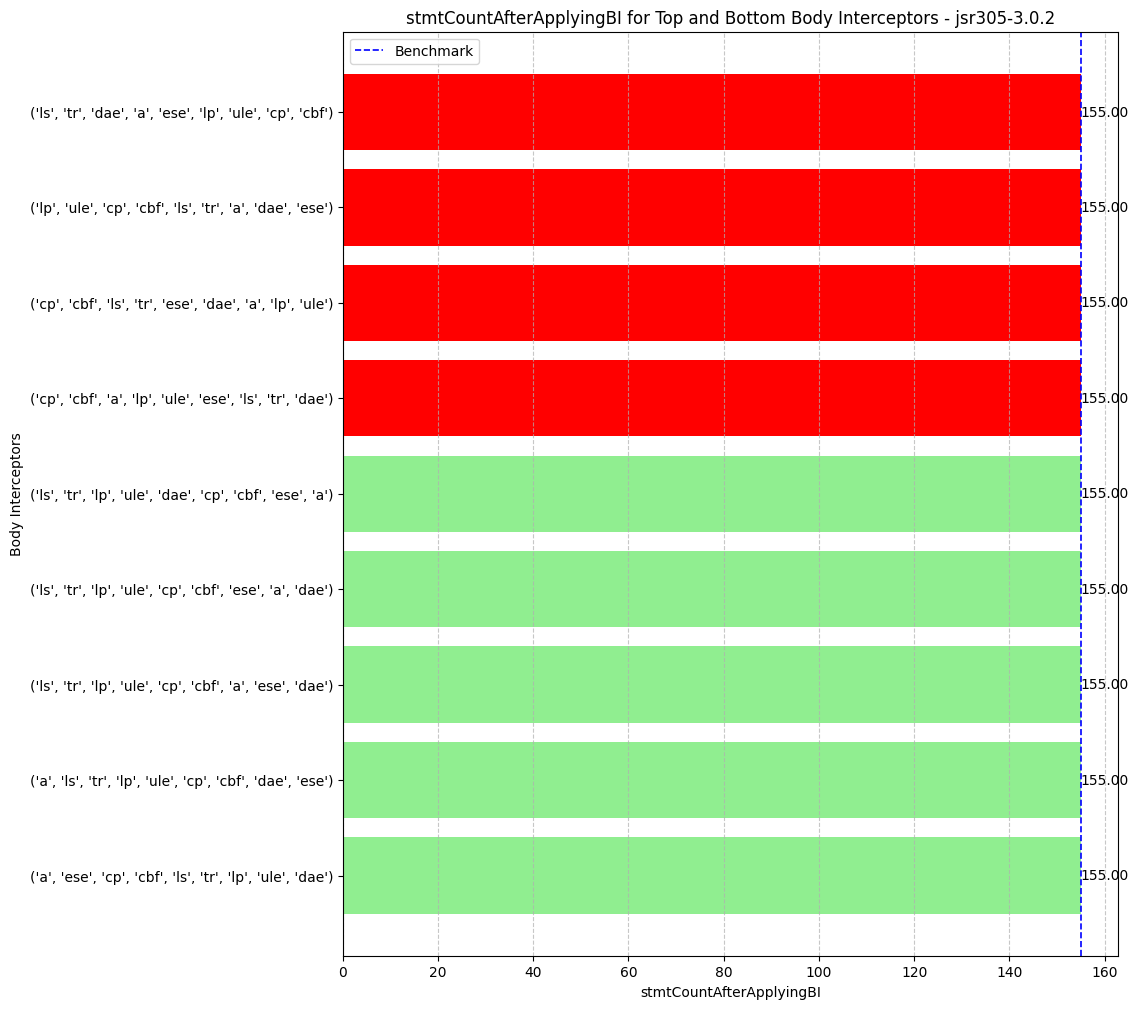 stmtCountAfterApplyingBI for Top and Bottom Body Interceptors - jsr305-3.0.2
Benchmark
('ls', 'tr', 'dae', 'a', 'ese', 'lp', 'ule', 'cp', 'cbf')
155.00
('lp', 'ule', 'cp', 'cbf', 'ls', 'tr', 'a', 'dae', 'ese')
155.00
('cp', 'cbf', 'ls', 'tr', 'ese', 'dae', 'a', 'lp', 'ule')
155.00
('cp', 'cbf', 'a', 'lp', 'ule', 'ese', 'ls', 'tr', 'dae')
155.00
Body Interceptors
('ls', 'tr', 'lp', 'ule', 'dae', 'cp', 'cbf', 'ese', 'a')
155.00
('ls', 'tr', 'lp', 'ule', 'cp', 'cbf', 'ese', 'a', 'dae')
155.00
('ls', 'tr', 'lp', 'ule', 'cp', 'cbf', 'a', 'ese', 'dae')
155.00
('a', 'ls', 'tr', 'lp', 'ule', 'cp', 'cbf', 'dae', 'ese')
155.00
('a', 'ese', 'cp', 'cbf', 'ls', 'tr', 'lp', 'ule', 'dae')
155.00
0 20 40 60 80 100 120 140 160
stmtCountAfterApplyingBI